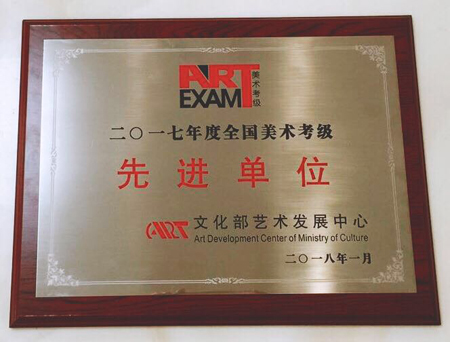 ART
EXAM
美术考级
二〇一七年度全国美术考级
先进单位
ART 文化部艺术发展中心
Art Development Center of Ministry of Culture
二〇一八年一月